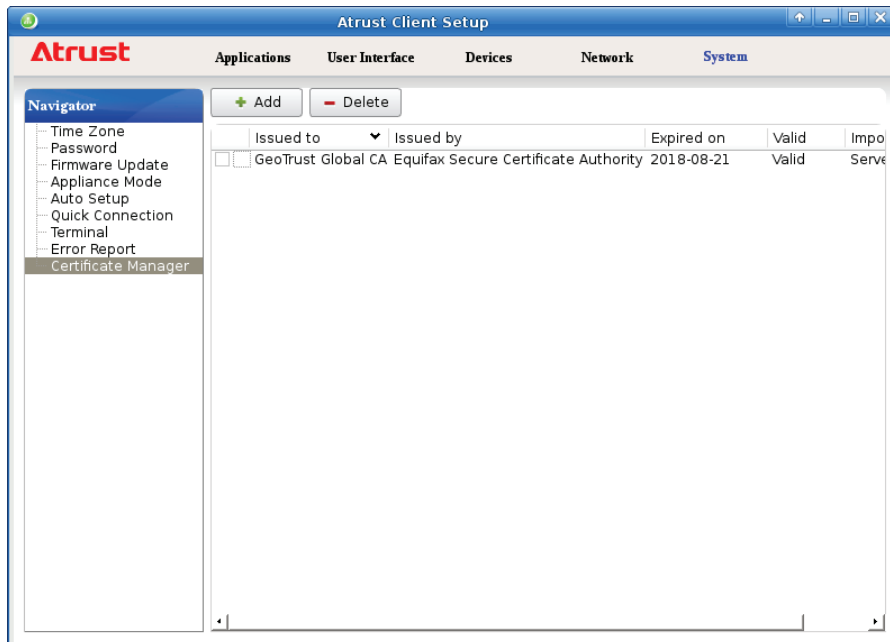 Atrust Client Setup
Atrust
Applications User Interface Devices Network System
Navigator
Time Zone
Password
Firmware Update
Appliance Mode
Auto Setup
Quick Connection
Terminal
Error Report
Certificate Manager
Add Delete
Issued to Issued by Expired on Valid Impo
GeoTrust Global CA Equifax Secure Certificate Authority 2018-08-21 Valid Serve